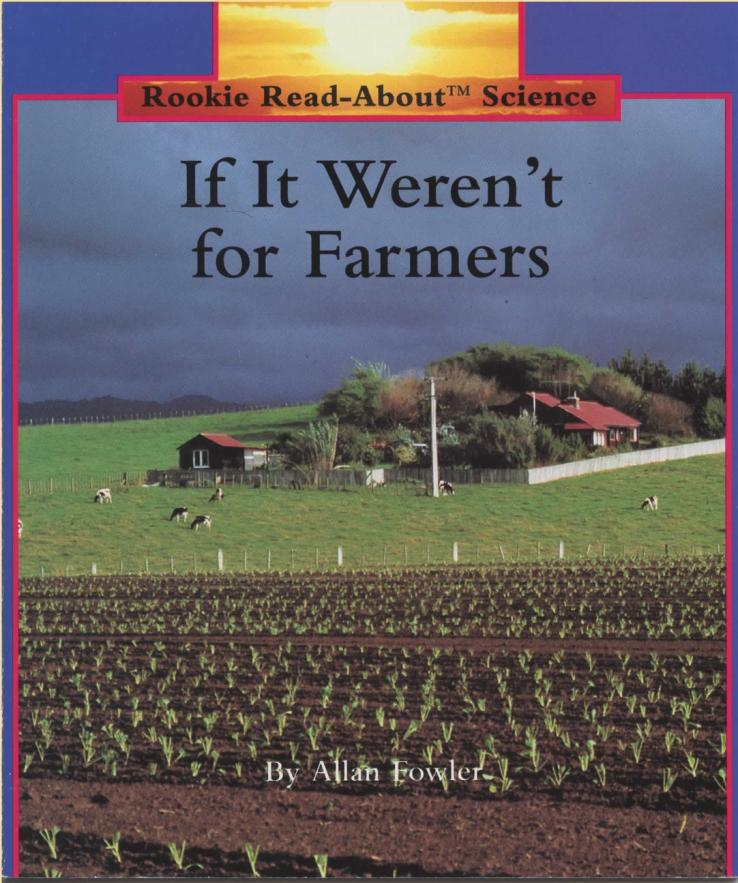 Rookie Read-About™ Science
If It Weren't
for Farmers
By Allan Fowler